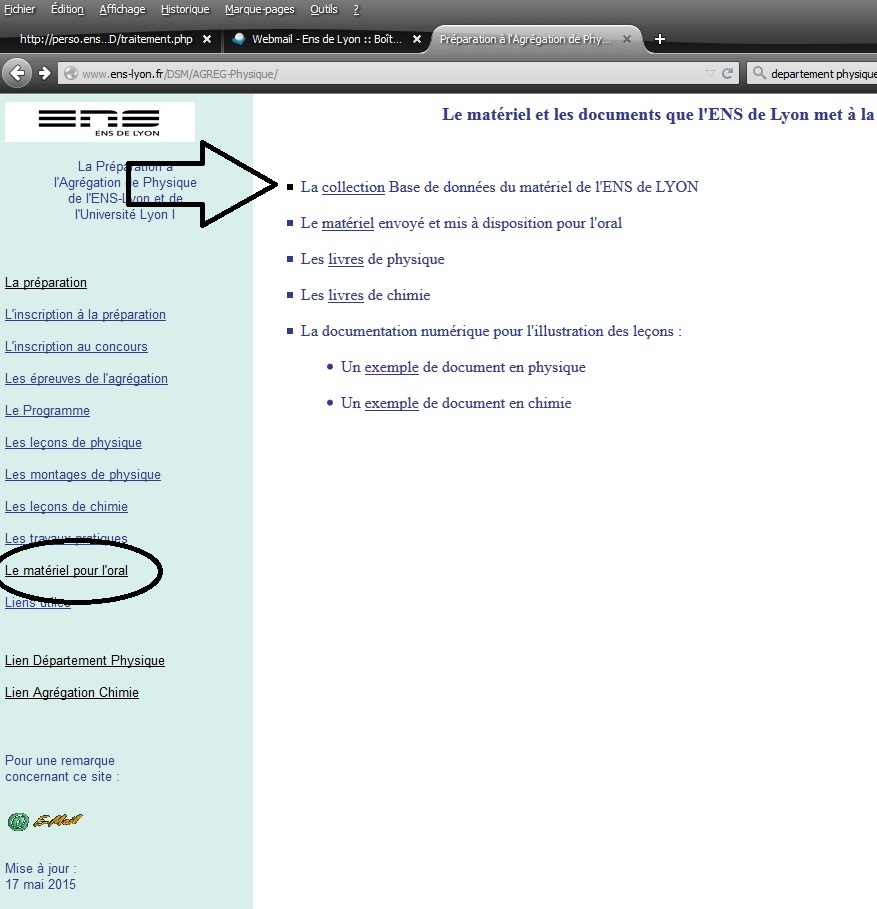 Fichier Édition Affichage Historique Marque-pages Outils ?
http://perso.ens...D/traitement.php × Webmail - Ens de Lyon :: Boît... × Préparation à l'Agrégation de Phy... × +
www.ens-lyon.fr/DSM/AGREG-Physique/ departement physique
ENS
ENS DE LYON
La Préparation à
l'Agrégation de Physique
de l'ENS-Lyon et de
l'Université Lyon I
La préparation
L'inscription à la préparation
L'inscription au concours
Les épreuves de l'agrégation
Le Programme
Les leçons de physique
Les montages de physique
Les leçons de chimie
Les travaux pratiques
Le matériel pour l'oral
Liens utiles
Lien Département Physique
Lien Agrégation Chimie
Pour une remarque
concernant ce site :
@ E-Mail
Mise à jour :
17 mai 2015
Le matériel et les documents que l'ENS de Lyon met à la
La collection Base de données du matériel de l'ENS de LYON
Le matériel envoyé et mis à disposition pour l'oral
Les livres de physique
Les livres de chimie
La documentation numérique pour l'illustration des leçons :
Un exemple de document en physique
Un exemple de document en chimie